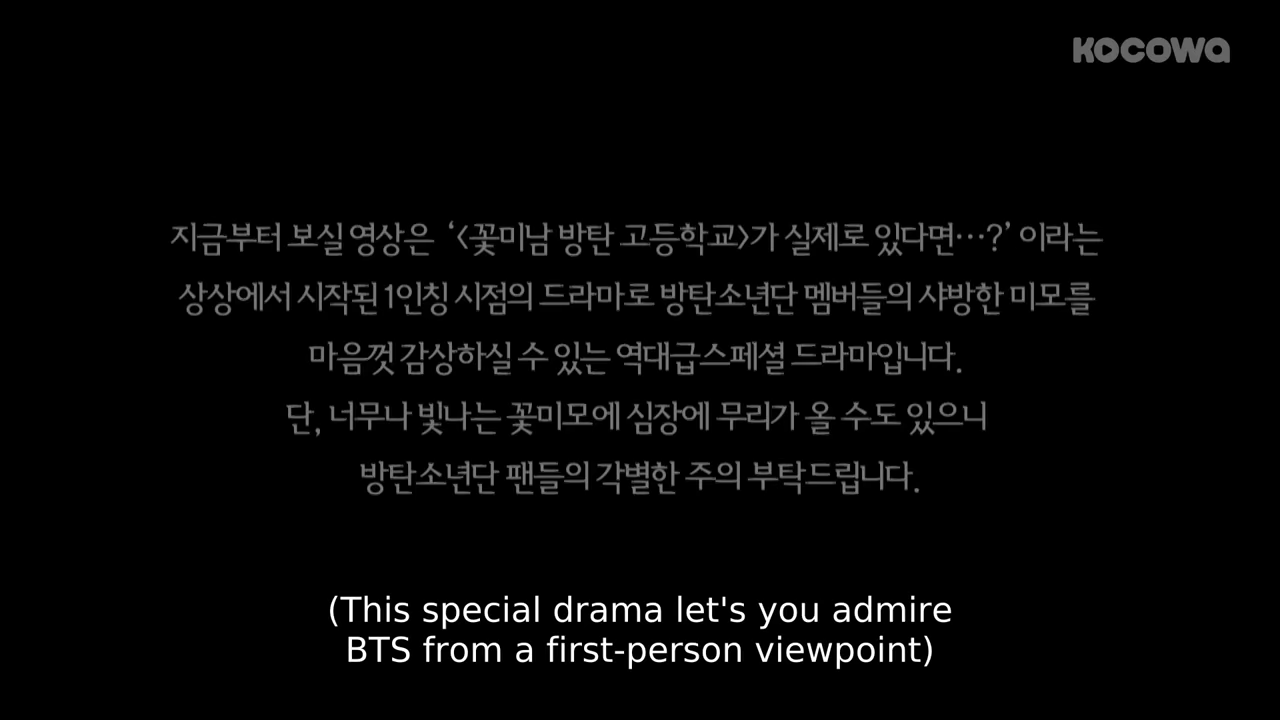 KOCOWA
지금부터 보실 영상은 ‘<꽃미남 방탄 고등학교>가 실제로 있다면…?’ 이라는
상상에서 시작된 1인칭 시점의 드라마로 방탄소년단 멤버들의 샤방한 미모를
마음껏 감상하실 수 있는 역대급스페셜 드라마입니다.
단, 너무나 빛나는 꽃미모에 심장에 무리가 올 수도 있으니
방탄소년단 팬들의 각별한 주의 부탁드립니다.
(This special drama let's you admire
BTS from a first-person viewpoint)